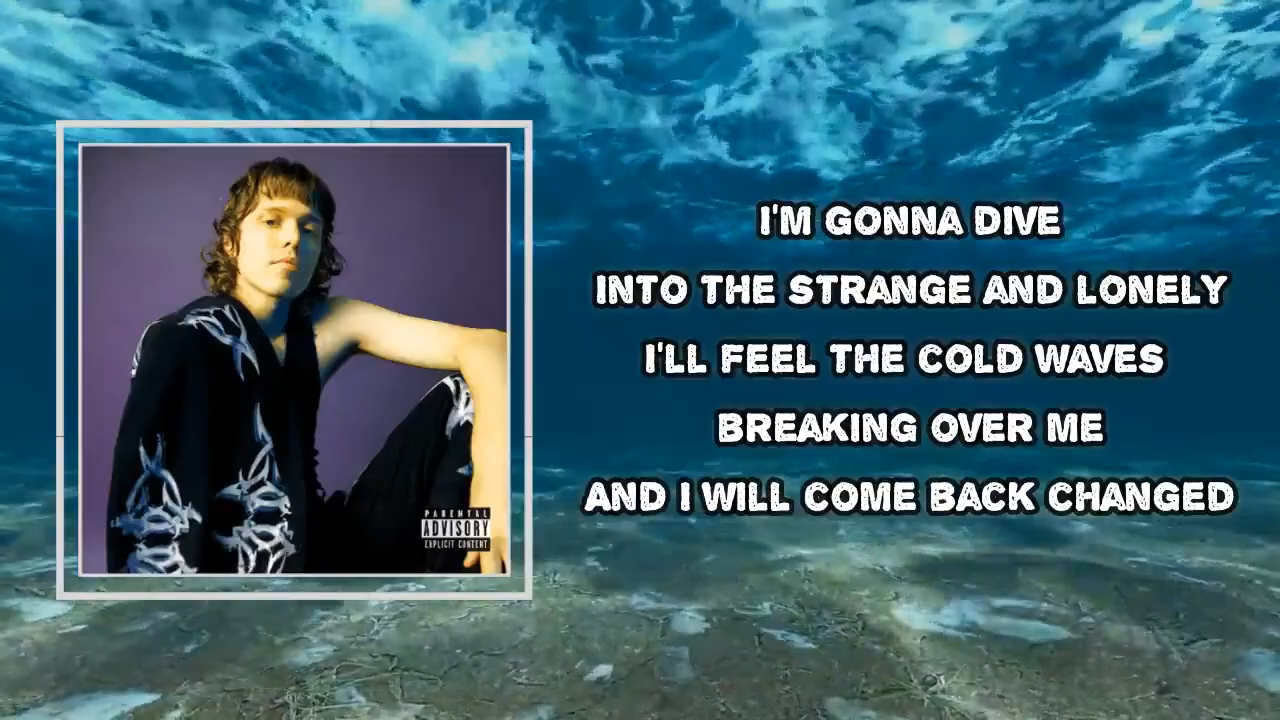 I'M GONNA DIVE
INTO THE STRANGE AND LONELY
I'LL FEEL THE COLD WAVES
BREAKING OVER ME
AND I WILL COME BACK CHANGED
PARENTAL
ADVISORY
EXPLICIT CONTENT